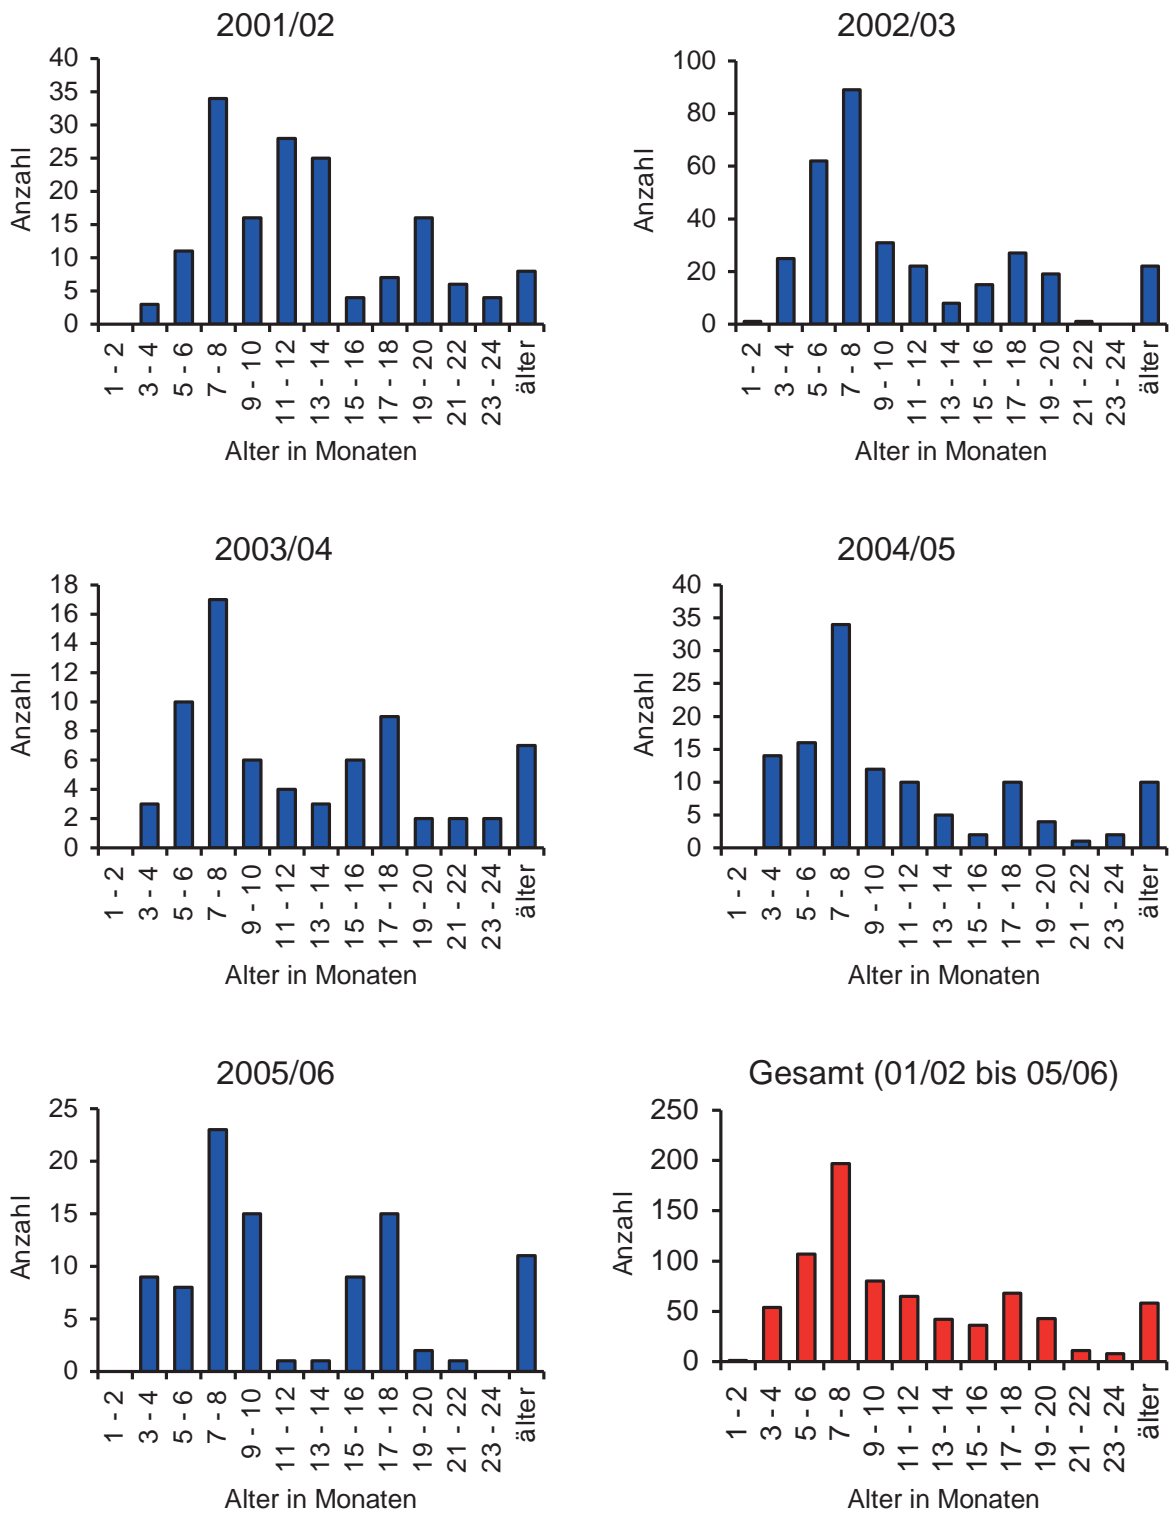 2001/02
Anzahl
40
35
30
25
20
15
10
5
0
1 - 2
3 - 4
5 - 6
7 - 8
9 - 10
11 - 12
13 - 14
15 - 16
17 - 18
19 - 20
21 - 22
23 - 24
älter
Alter in Monaten
2002/03
Anzahl
100
80
60
40
20
0
1 - 2
3 - 4
5 - 6
7 - 8
9 - 10
11 - 12
13 - 14
15 - 16
17 - 18
19 - 20
21 - 22
23 - 24
älter
Alter in Monaten
2003/04
Anzahl
18
16
14
12
10
8
6
4
2
0
1 - 2
3 - 4
5 - 6
7 - 8
9 - 10
11 - 12
13 - 14
15 - 16
17 - 18
19 - 20
21 - 22
23 - 24
älter
Alter in Monaten
2004/05
Anzahl
40
35
30
25
20
15
10
5
0
1 - 2
3 - 4
5 - 6
7 - 8
9 - 10
11 - 12
13 - 14
15 - 16
17 - 18
19 - 20
21 - 22
23 - 24
älter
Alter in Monaten
2005/06
Anzahl
25
20
15
10
5
0
1 - 2
3 - 4
5 - 6
7 - 8
9 - 10
11 - 12
13 - 14
15 - 16
17 - 18
19 - 20
21 - 22
23 - 24
älter
Alter in Monaten
Gesamt (01/02 bis 05/06)
Anzahl
250
200
150
100
50
0
1 - 2
3 - 4
5 - 6
7 - 8
9 - 10
11 - 12
13 - 14
15 - 16
17 - 18
19 - 20
21 - 22
23 - 24
älter
Alter in Monaten